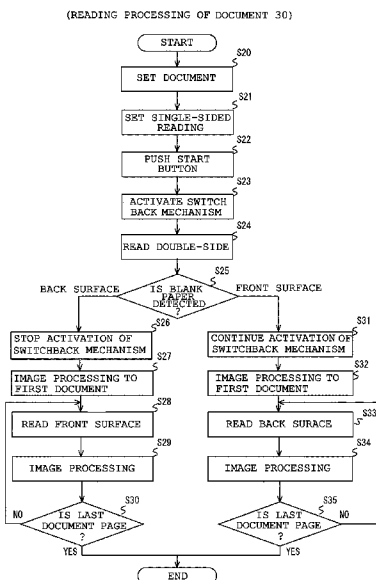 (READING PROCESSING OF DOCUMENT 30)
START
S20
SET DOCUMENT
S21
SET SINGLE-SIDED
READING
S22
PUSH START
BUTTON
S23
ACTIVATE SWITCH
BACK MECHANISM
S24
READ DOUBLE-SIDE
S25
BACK SURFACE
IS BLANK
PAPER
DETECTED
?
FRONT SURFACE
S26
STOP ACTIVATION OF
SWITCHBACK MECHANISM
S31
CONTINUE ACTIVATION OF
SWITCHBACK MECHANISM
S27
IMAGE PROCESSING TO
FIRST DOCUMENT
S32
IMAGE PROCESSING TO
FIRST DOCUMENT
S28
READ FRONT SURFACE
S33
READ BACK SURACE
S29
IMAGE PROCESSING
S34
IMAGE PROCESSING
S30
NO
IS LAST
DOCUMENT PAGE
?
YES
S35
IS LAST
DOCUMENT PAGE
?
NO
YES
END